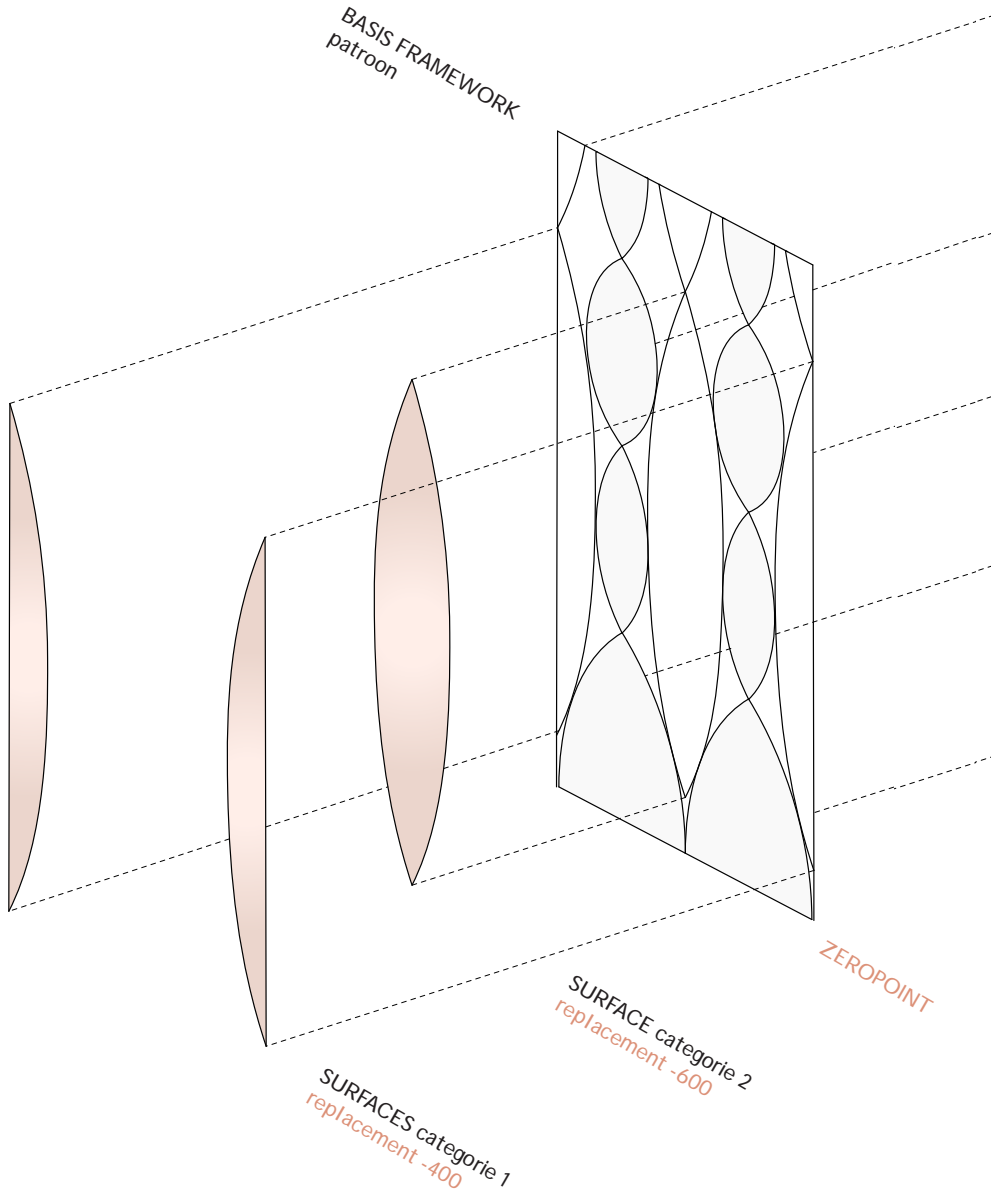 BASIS FRAMEWORK
patroon
ZEROPOINT
SURFACE categorie 2
replacement -600
SURFACES categorie 1
replacement -400